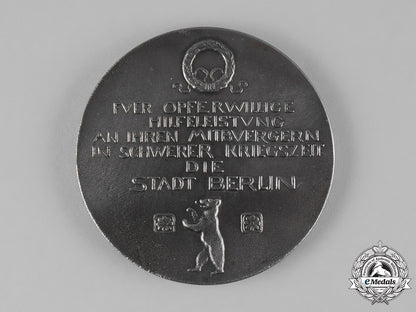 FVER OPFERWILLIGE
HILFELEISTVNG
AN IHREN MITBVERGERN
IN SCHWERER KRIEGSZEIT
DIE
STADT BERLIN
eMedals